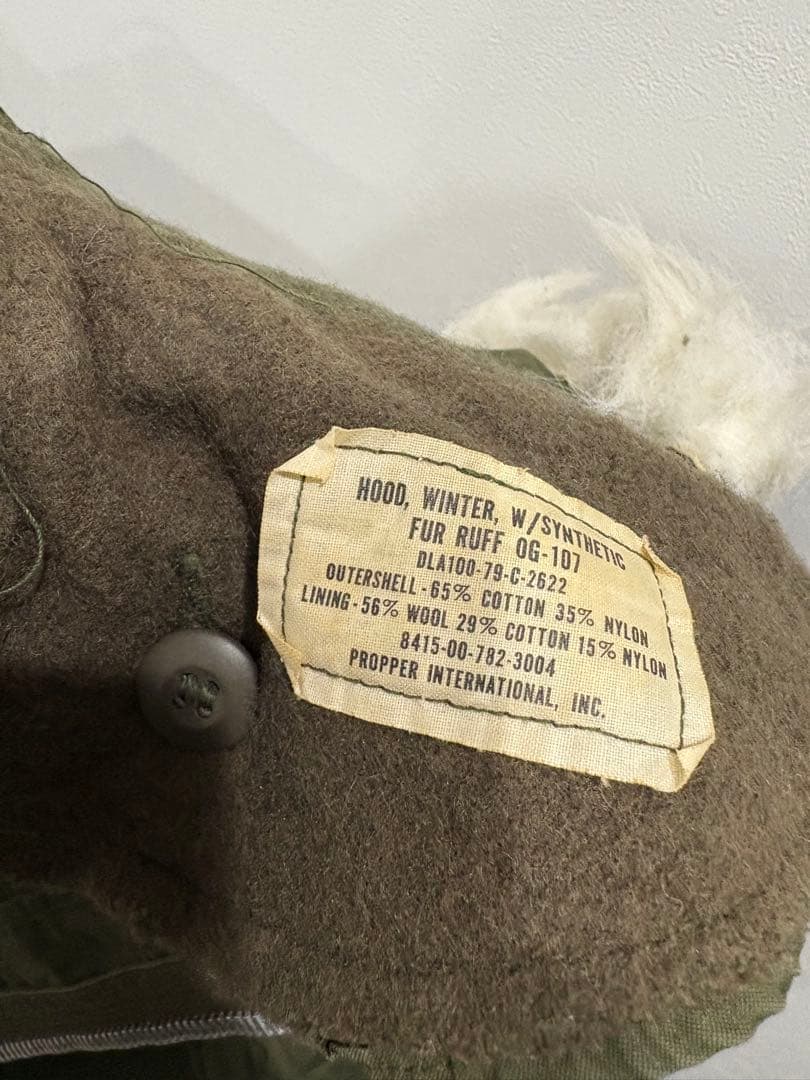 HOOD, WINTER, W/SYNTHETIC
FUR RUFF OG-107
DLA100-79-C-2622
OUTERSHELL-65% COTTON 35% NYLON
LINING-56% WOOL 29% COTTON 15% NYLON
8415-00-782-3004
PROPPER INTERNATIONAL, INC.